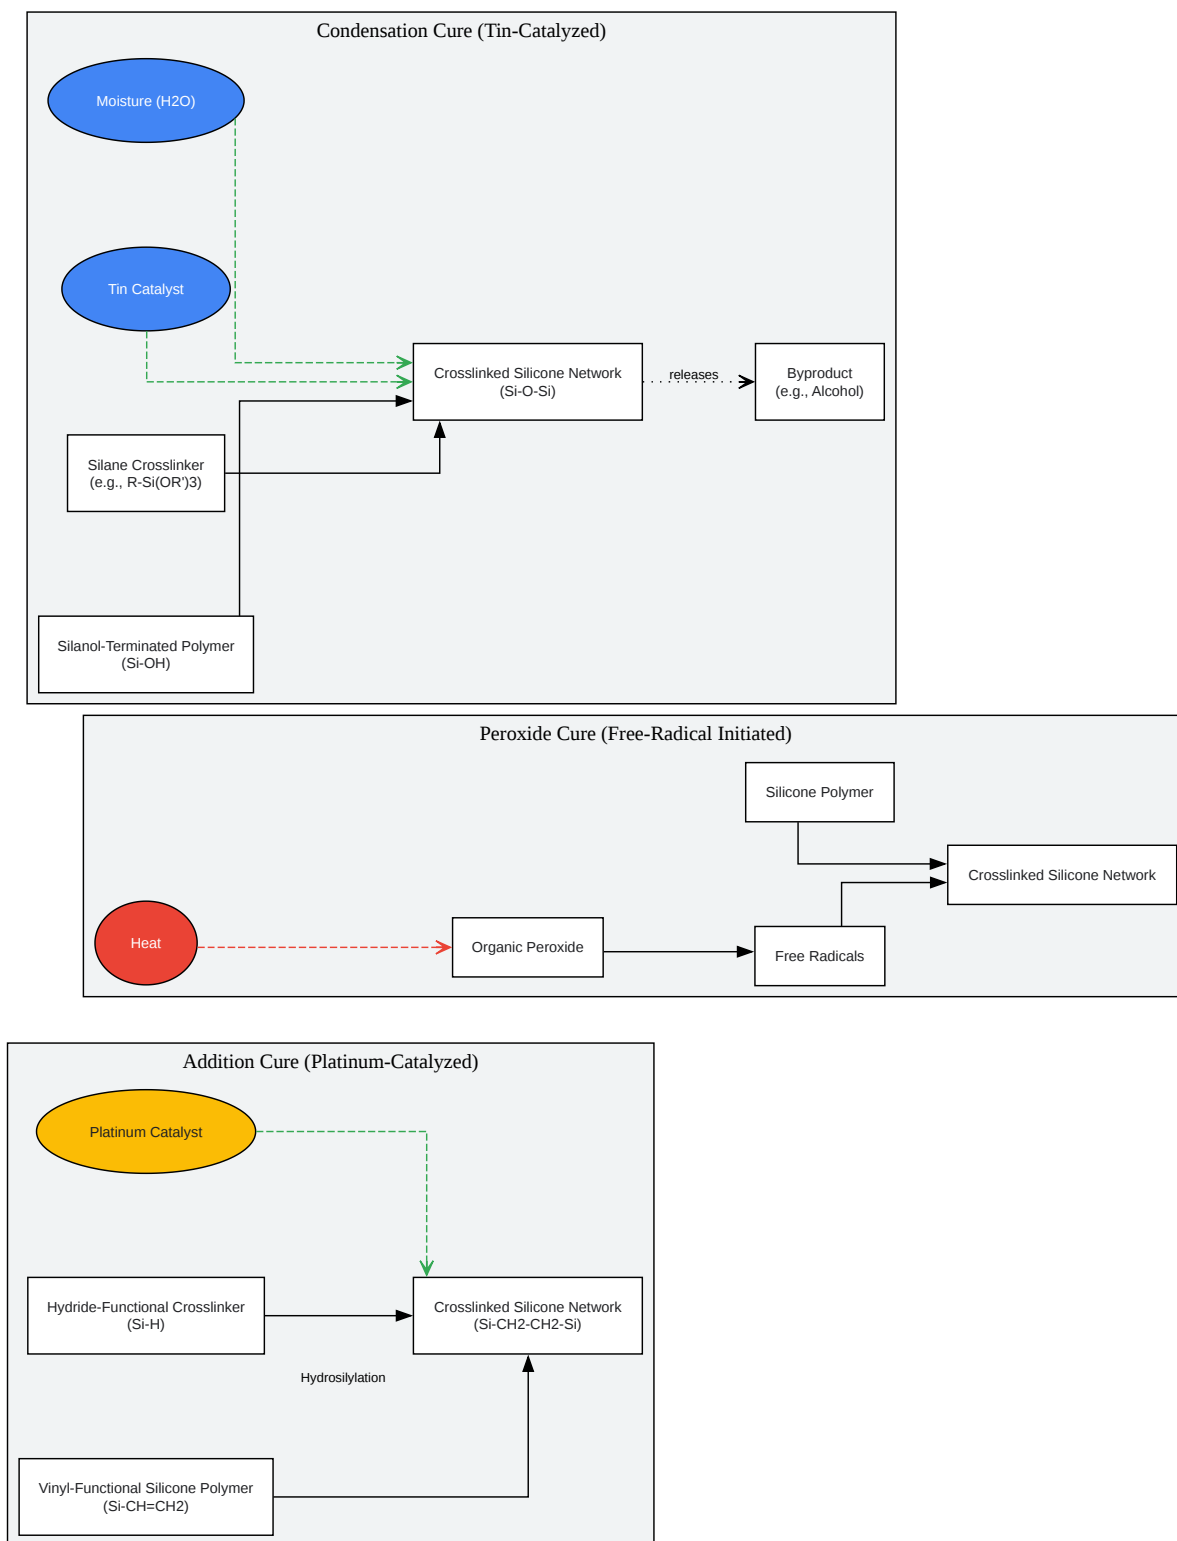 Condensation Cure (Tin-Catalyzed)
Moisture (H2O)
Tin Catalyst
Crosslinked Silicone Network
(Si-O-Si)
releases
Byproduct
(e.g., Alcohol)
Silane Crosslinker
(e.g., R-Si(OR')3)
Silanol-Terminated Polymer
(Si-OH)
Peroxide Cure (Free-Radical Initiated)
Silicone Polymer
Crosslinked Silicone Network
Heat
Organic Peroxide
Free Radicals
Addition Cure (Platinum-Catalyzed)
Platinum Catalyst
Hydride-Functional Crosslinker
(Si-H)
Crosslinked Silicone Network
(Si-CH2-CH2-Si)
Hydrosilylation
Vinyl-Functional Silicone Polymer
(Si-CH=CH2)